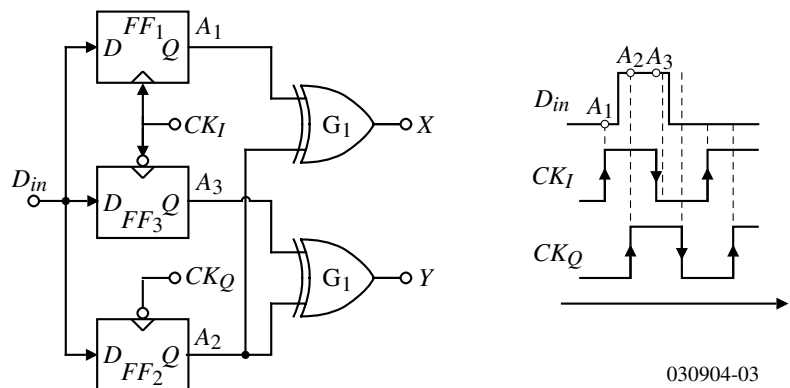 FF1
D Q
A1
CKI
A3
D Q
FF3
Din
CKQ
A2
D Q
FF2
G1
X
G1
Y
A1
A2
A3
Din
CKI
CKQ
030904-03